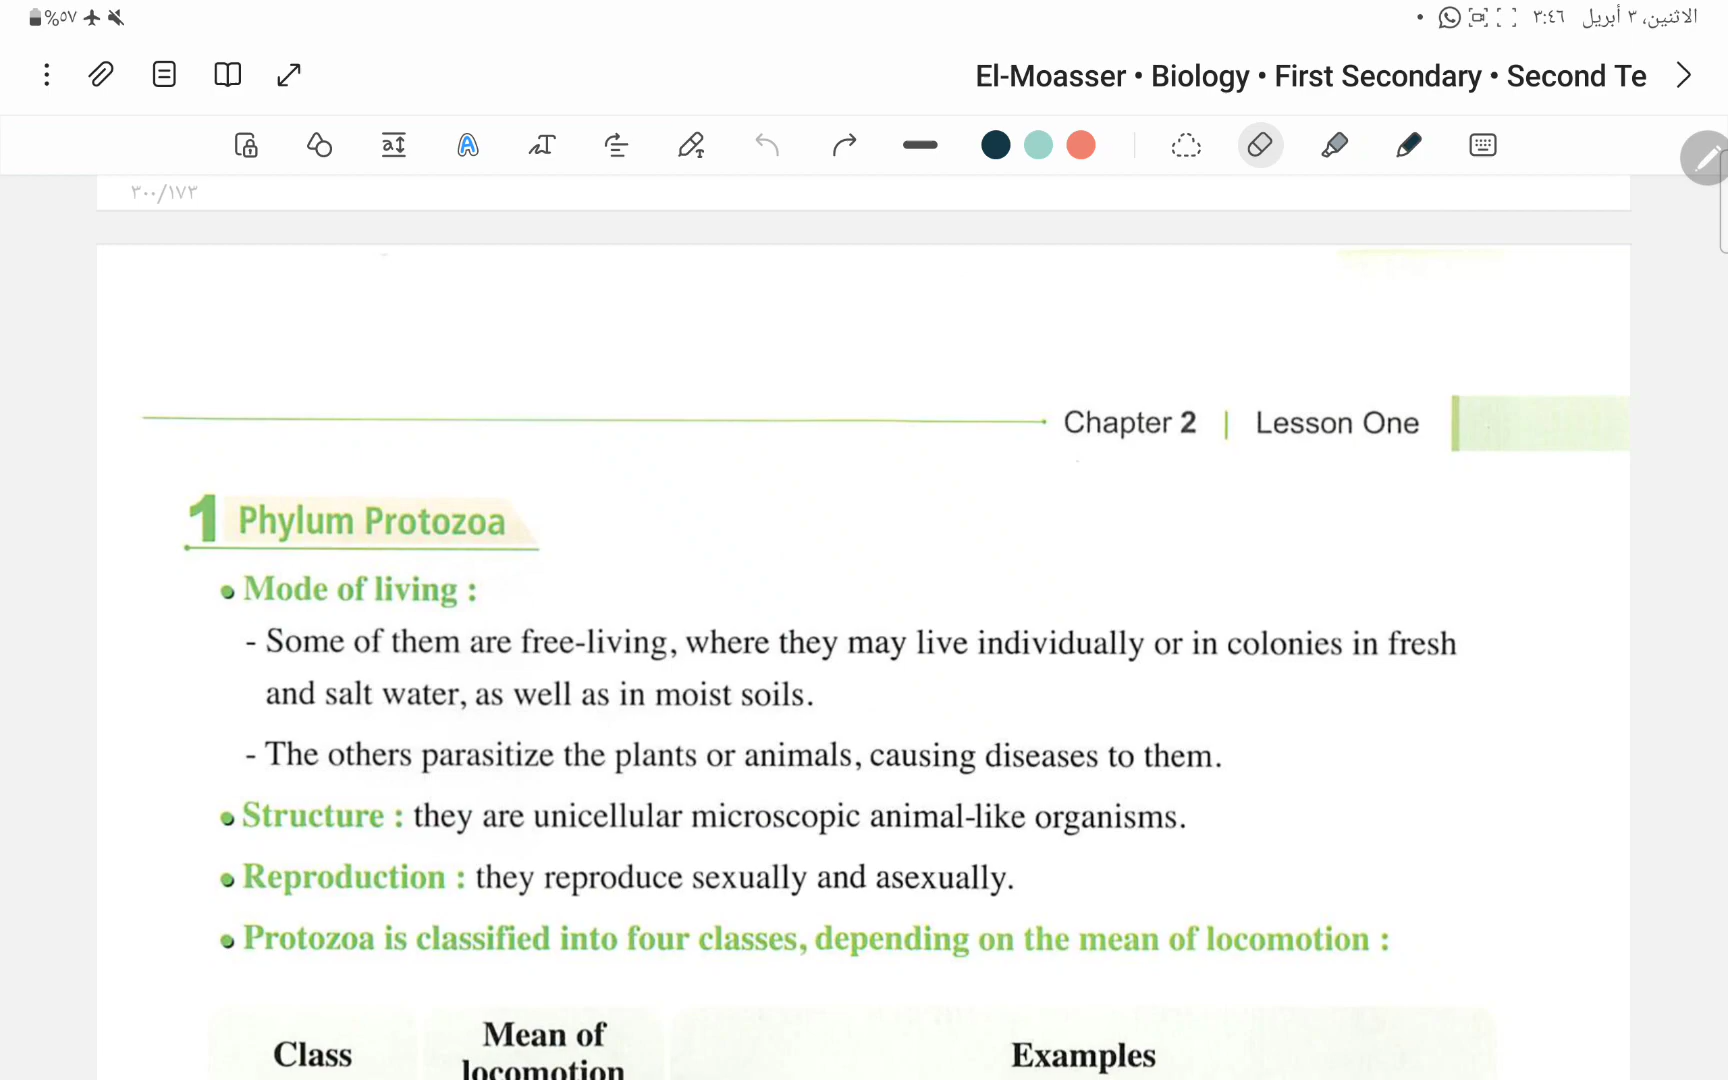 %٥٧
الاثنين، ٣ أبريل ٣:٤٦
El-Moasser • Biology • First Secondary • Second Te
٣٠٠/١٧٣
Chapter 2 | Lesson One
1 Phylum Protozoa
• Mode of living :
- Some of them are free-living, where they may live individually or in colonies in fresh
and salt water, as well as in moist soils.
- The others parasitize the plants or animals, causing diseases to them.
• Structure : they are unicellular microscopic animal-like organisms.
• Reproduction : they reproduce sexually and asexually.
• Protozoa is classified into four classes, depending on the mean of locomotion :
Class
Mean of
locomotion
Examples